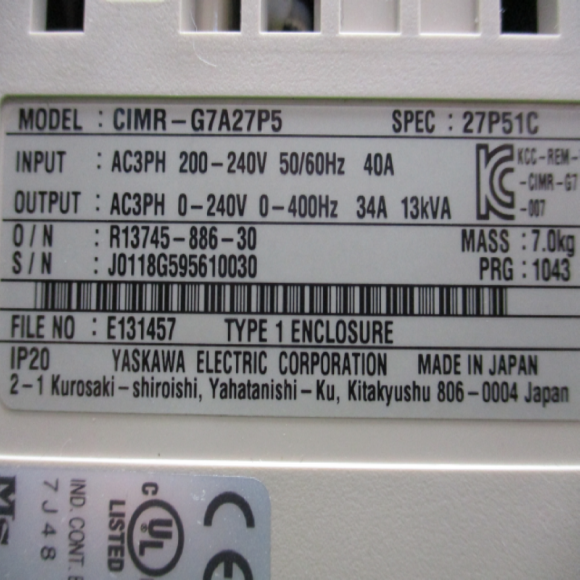 MODEL : CIMR-G7A27P5 SPEC : 27P51C
INPUT : AC3PH 200-240V 50/60Hz 40A
KCC-REM-
-CIMR-G7
-007
OUTPUT : AC3PH 0-240V 0-400Hz 34A 13kVA
O/N : R13745-886-30 MASS : 7.0kg
S/N : J0118G595610030 PRG : 1043
FILE NO : E131457 TYPE 1 ENCLOSURE
IP20 YASKAWA ELECTRIC CORPORATION MADE IN JAPAN
2-1 Kurosaki-shiroishi, Yahatanishi-Ku, Kitakyushu 806-0004 Japan
IND. CONT.
7J48
C UL US
LISTED
CE